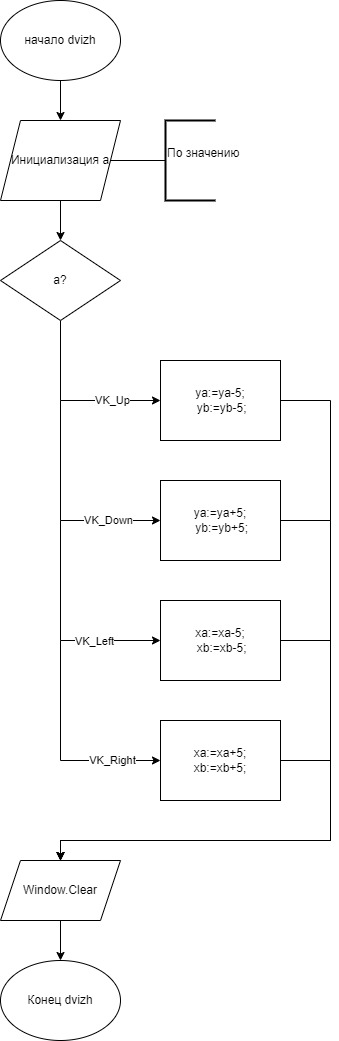 начало dvizh
Инициализация a
По значению
a?
VK_Up
ya:=ya-5;
yb:=yb-5;
VK_Down
ya:=ya+5;
yb:=yb+5;
VK_Left
xa:=xa-5;
xb:=xb-5;
VK_Right
xa:=xa+5;
xb:=xb+5;
Window.Clear
Конец dvizh